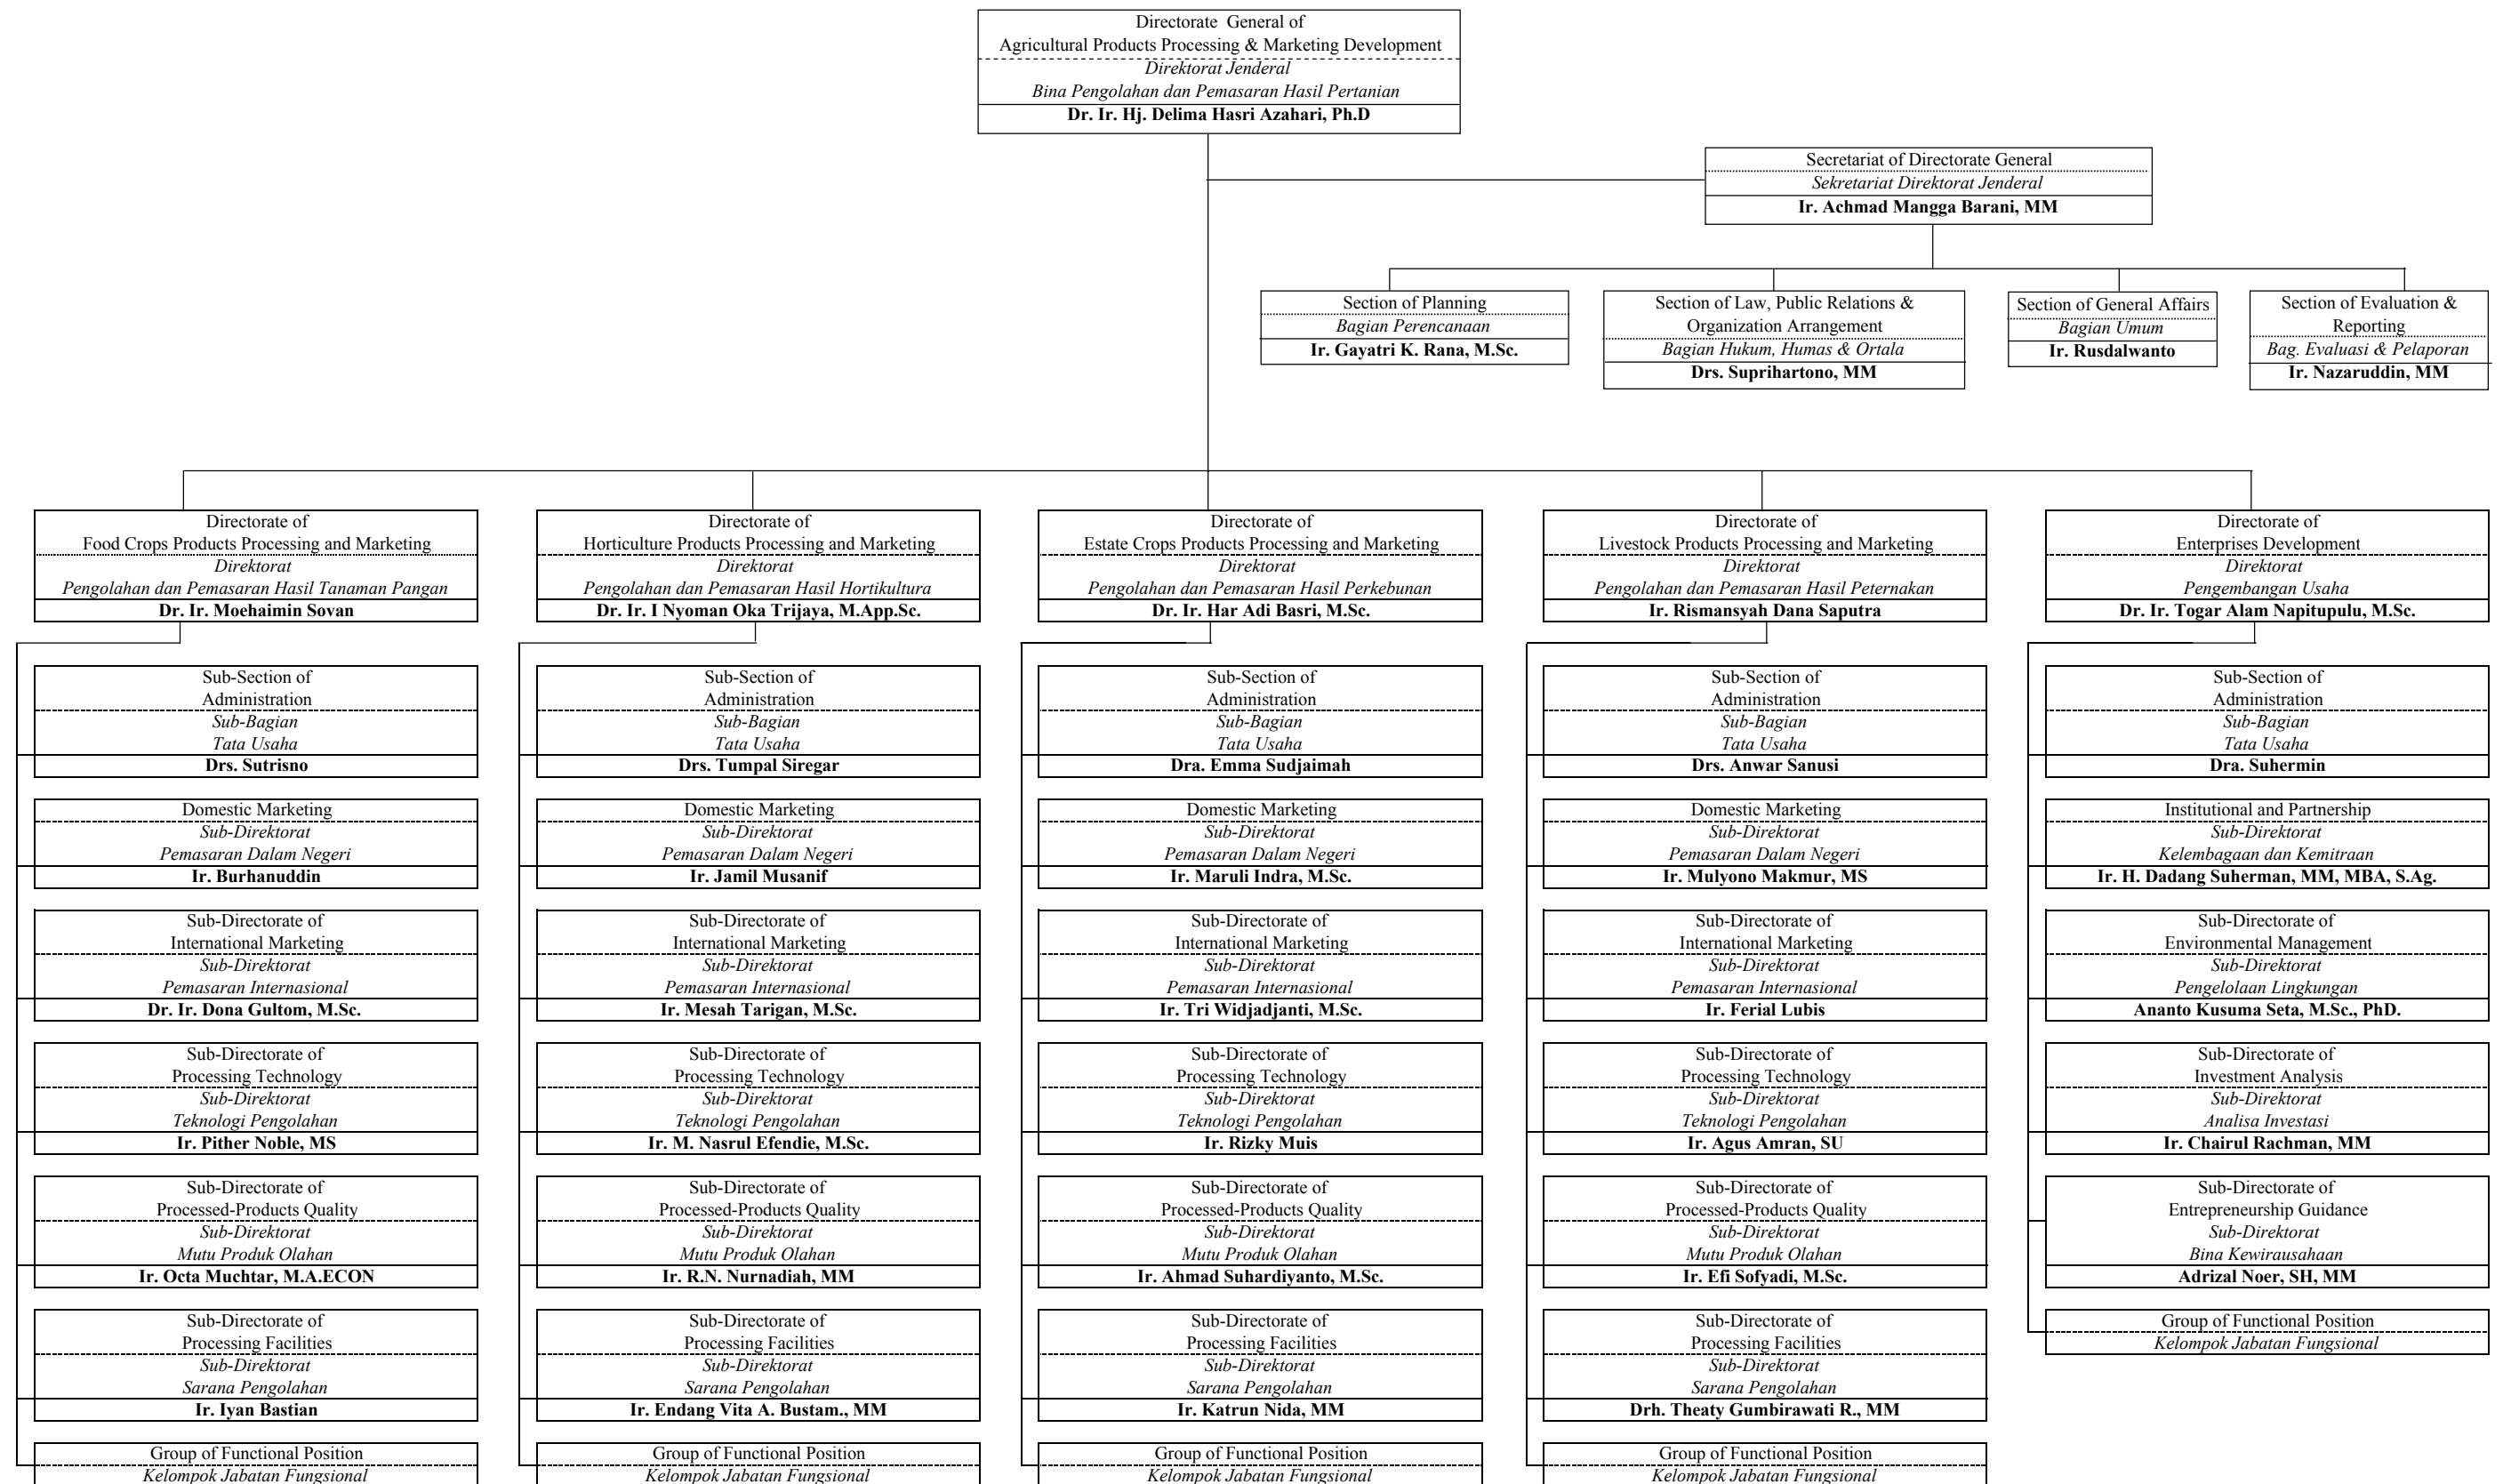 Directorate General of
Agricultural Products Processing & Marketing Development
Direktorat Jenderal
Bina Pengolahan dan Pemasaran Hasil Pertanian
Dr. Ir. Hj. Delima Hasri Azahari, Ph.D
Secretariat of Directorate General
Sekretariat Direktorat Jenderal
Ir. Achmad Mangga Barani, MM
Section of Planning
Bagian Perencanaan
Ir. Gayatri K. Rana, M.Sc.
Section of Law, Public Relations &
Organization Arrangement
Bagian Hukum, Humas & Ortala
Drs. Suprihartono, MM
Section of General Affairs
Bagian Umum
Ir. Rusdalwanto
Section of Evaluation &
Reporting
Bag. Evaluasi & Pelaporan
Ir. Nazaruddin, MM
Directorate of
Food Crops Products Processing and Marketing
Direktorat
Pengolahan dan Pemasaran Hasil Tanaman Pangan
Dr. Ir. Moehaimin Sovan
Sub-Section of
Administration
Sub-Bagian
Tata Usaha
Drs. Sutrisno
Domestic Marketing
Sub-Direktorat
Pemasaran Dalam Negeri
Ir. Burhanuddin
Sub-Directorate of
International Marketing
Sub-Direktorat
Pemasaran Internasional
Dr. Ir. Dona Gultom, M.Sc.
Sub-Directorate of
Processing Technology
Sub-Direktorat
Teknologi Pengolahan
Ir. Pither Noble, MS
Sub-Directorate of
Processed-Products Quality
Sub-Direktorat
Mutu Produk Olahan
Ir. Octa Muchtar, M.A.ECON
Sub-Directorate of
Processing Facilities
Sub-Direktorat
Sarana Pengolahan
Ir. Iyan Bastian
Group of Functional Position
Kelompok Jabatan Fungsional
Directorate of
Horticulture Products Processing and Marketing
Direktorat
Pengolahan dan Pemasaran Hasil Hortikultura
Dr. Ir. I Nyoman Oka Trijaya, M.App.Sc.
Sub-Section of
Administration
Sub-Bagian
Tata Usaha
Drs. Tumpal Siregar
Domestic Marketing
Sub-Direktorat
Pemasaran Dalam Negeri
Ir. Jamil Musanif
Sub-Directorate of
International Marketing
Sub-Direktorat
Pemasaran Internasional
Ir. Mesah Tarigan, M.Sc.
Sub-Directorate of
Processing Technology
Sub-Direktorat
Teknologi Pengolahan
Ir. M. Nasrul Efendie, M.Sc.
Sub-Directorate of
Processed-Products Quality
Sub-Direktorat
Mutu Produk Olahan
Ir. R.N. Nurnadiah, MM
Sub-Directorate of
Processing Facilities
Sub-Direktorat
Sarana Pengolahan
Ir. Endang Vita A. Bustam., MM
Group of Functional Position
Kelompok Jabatan Fungsional
Directorate of
Estate Crops Products Processing and Marketing
Direktorat
Pengolahan dan Pemasaran Hasil Perkebunan
Dr. Ir. Har Adi Basri, M.Sc.
Sub-Section of
Administration
Sub-Bagian
Tata Usaha
Dra. Emma Sudjaimah
Domestic Marketing
Sub-Direktorat
Pemasaran Dalam Negeri
Ir. Maruli Indra, M.Sc.
Sub-Directorate of
International Marketing
Sub-Direktorat
Pemasaran Internasional
Ir. Tri Widjadjanti, M.Sc.
Sub-Directorate of
Processing Technology
Sub-Direktorat
Teknologi Pengolahan
Ir. Rizky Muis
Sub-Directorate of
Processed-Products Quality
Sub-Direktorat
Mutu Produk Olahan
Ir. Ahmad Suhardiyanto, M.Sc.
Sub-Directorate of
Processing Facilities
Sub-Direktorat
Sarana Pengolahan
Ir. Katrun Nida, MM
Group of Functional Position
Kelompok Jabatan Fungsional
Directorate of
Livestock Products Processing and Marketing
Direktorat
Pengolahan dan Pemasaran Hasil Peternakan
Ir. Rismansyah Dana Saputra
Sub-Section of
Administration
Sub-Bagian
Tata Usaha
Drs. Anwar Sanusi
Domestic Marketing
Sub-Direktorat
Pemasaran Dalam Negeri
Ir. Mulyono Makmur, MS
Sub-Directorate of
International Marketing
Sub-Direktorat
Pemasaran Internasional
Ir. Ferial Lubis
Sub-Directorate of
Processing Technology
Sub-Direktorat
Teknologi Pengolahan
Ir. Agus Amran, SU
Sub-Directorate of
Processed-Products Quality
Sub-Direktorat
Mutu Produk Olahan
Ir. Efi Sofyadi, M.Sc.
Sub-Directorate of
Processing Facilities
Sub-Direktorat
Sarana Pengolahan
Drh. Theaty Gumbirawati R., MM
Group of Functional Position
Kelompok Jabatan Fungsional
Directorate of
Enterprises Development
Direktorat
Pengembangan Usaha
Dr. Ir. Togar Alam Napitupulu, M.Sc.
Sub-Section of
Administration
Sub-Bagian
Tata Usaha
Dra. Suhermin
Institutional and Partnership
Sub-Direktorat
Kelembagaan dan Kemitraan
Ir. H. Dadang Suherman, MM, MBA, S.Ag.
Sub-Directorate of
Environmental Management
Sub-Direktorat
Pengelolaan Lingkungan
Ananto Kusuma Seta, M.Sc., PhD.
Sub-Directorate of
Investment Analysis
Sub-Direktorat
Analisa Investasi
Ir. Chairul Rachman, MM
Sub-Directorate of
Entrepreneurship Guidance
Sub-Direktorat
Bina Kewirausahaan
Adrizal Noer, SH, MM
Group of Functional Position
Kelompok Jabatan Fungsional